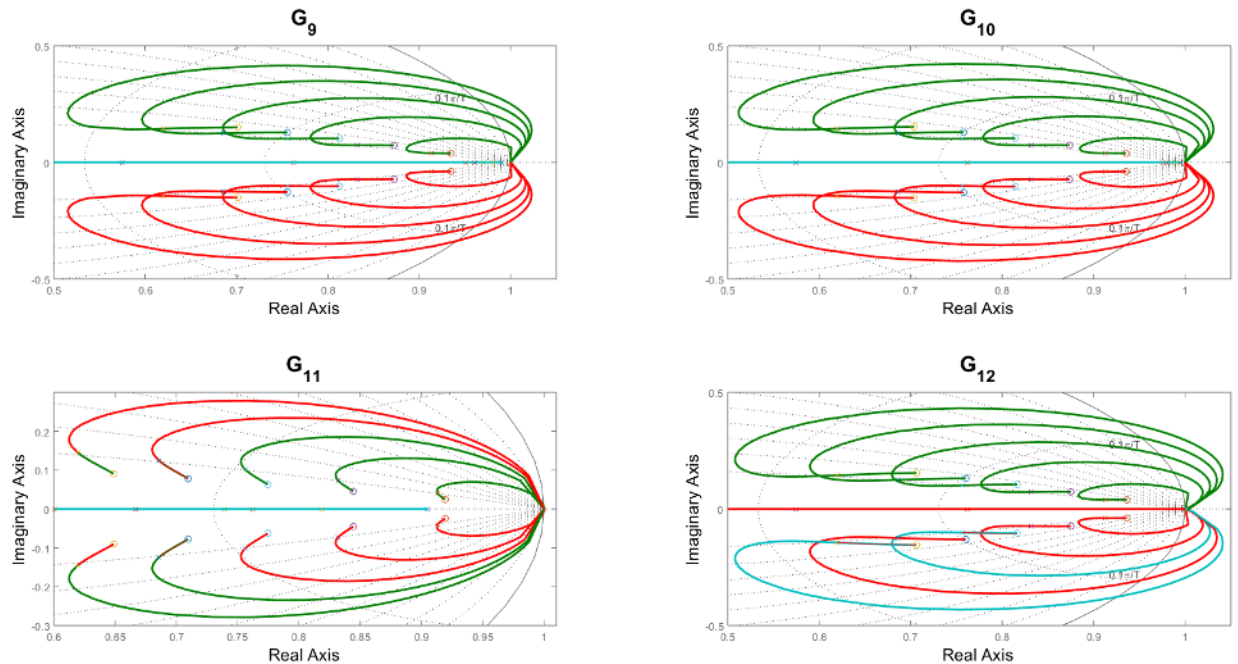 G9
0.5
0
-0.5
0.5 0.6 0.7 0.8 0.9 1
Imaginary Axis
Real Axis
0.1π/T
0.1π/T
G10
0.5
0
-0.5
0.5 0.6 0.7 0.8 0.9 1
Imaginary Axis
Real Axis
0.1π/T
0.1π/T
G11
0.2
0.1
0
-0.1
-0.2
-0.3
0.6 0.65 0.7 0.75 0.8 0.85 0.9 0.95 1
Imaginary Axis
Real Axis
G12
0.5
0
-0.5
0.5 0.6 0.7 0.8 0.9 1
Imaginary Axis
Real Axis
0.1π/T
0.1π/T